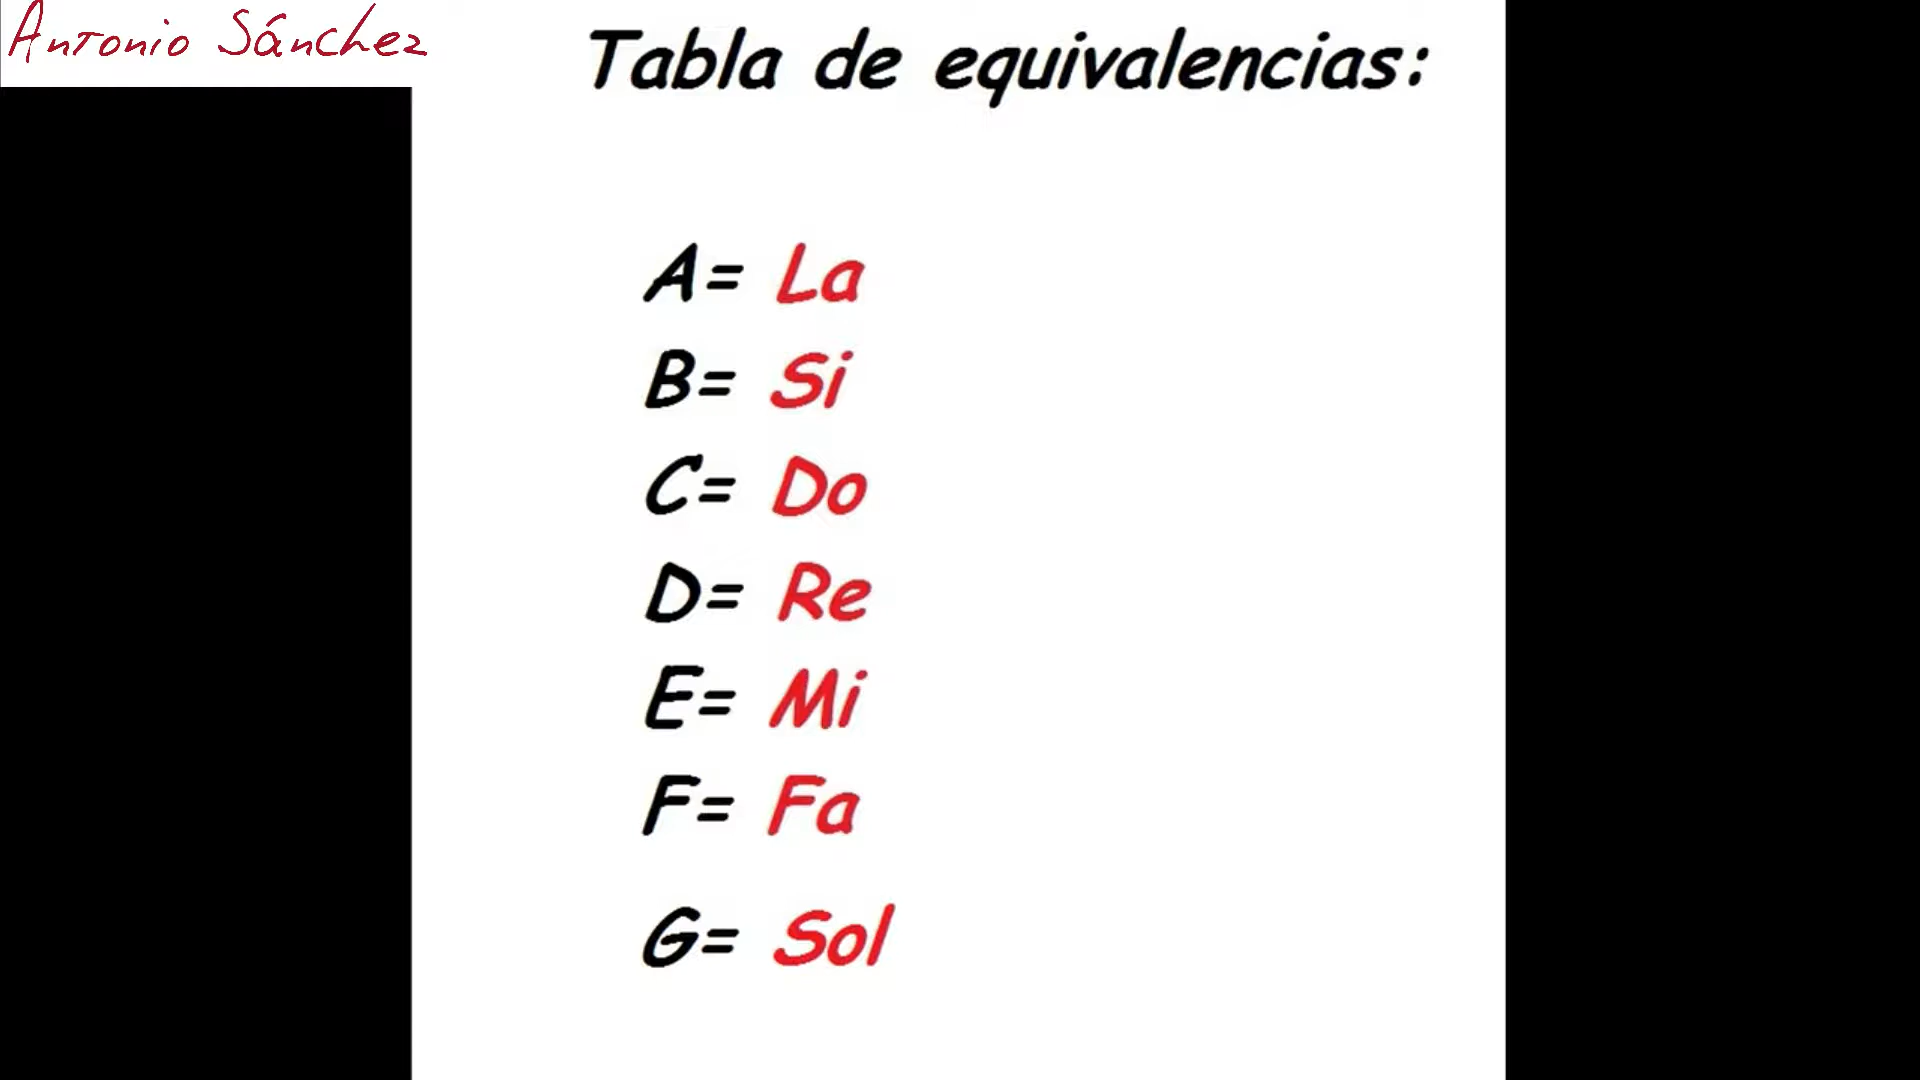 Antonio Sánchez
Tabla de equivalencias:
A= La
B= Si
C= Do
D= Re
E= Mi
F= Fa
G= Sol